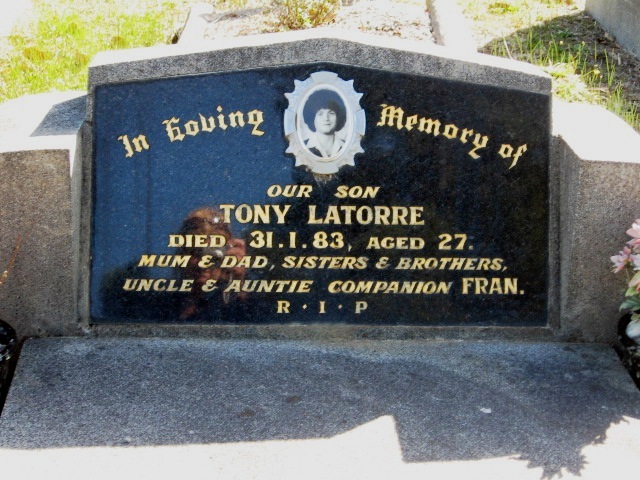 In Loving Memory of
OUR SON
TONY LATORRE
DIED 31.1.83, AGED 27.
MUM & DAD, SISTERS & BROTHERS,
UNCLE & AUNTIE COMPANION FRAN.
R · I · P